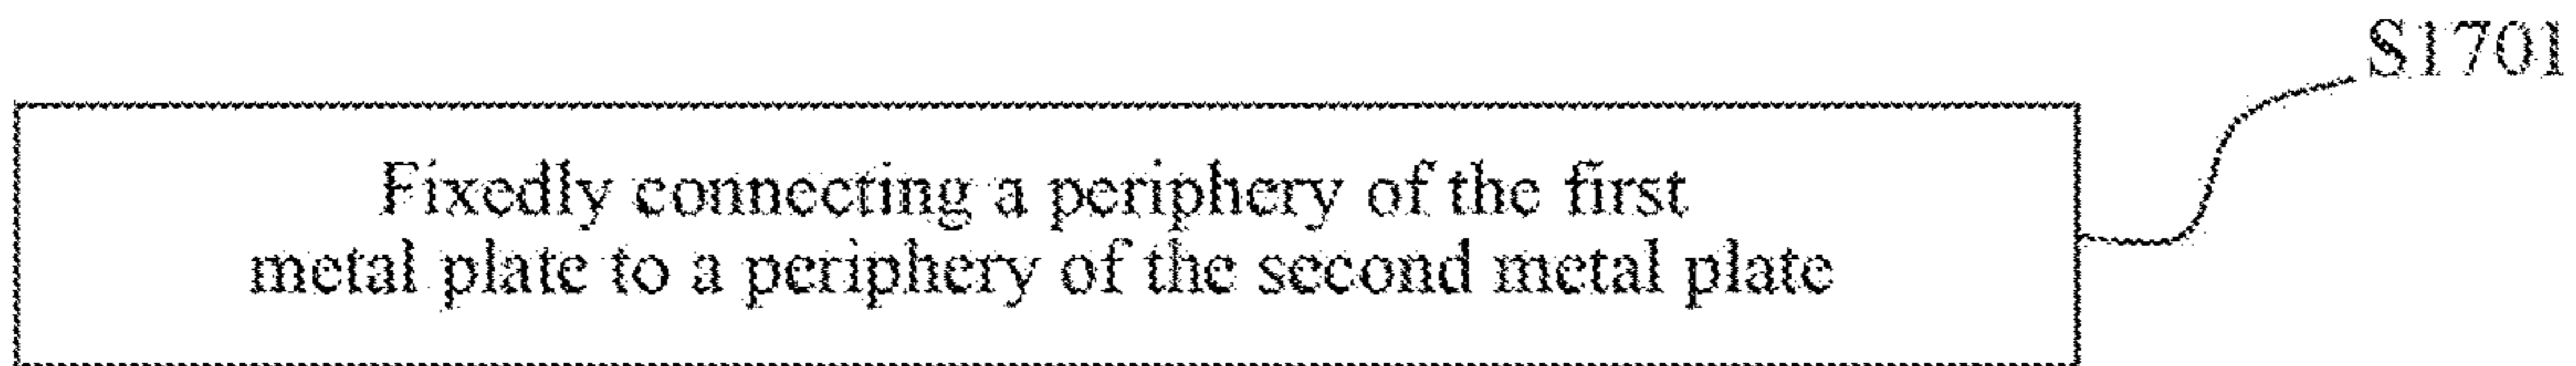 S1701
Fixedly connecting a periphery of the first
metal plate to a periphery of the second metal plate